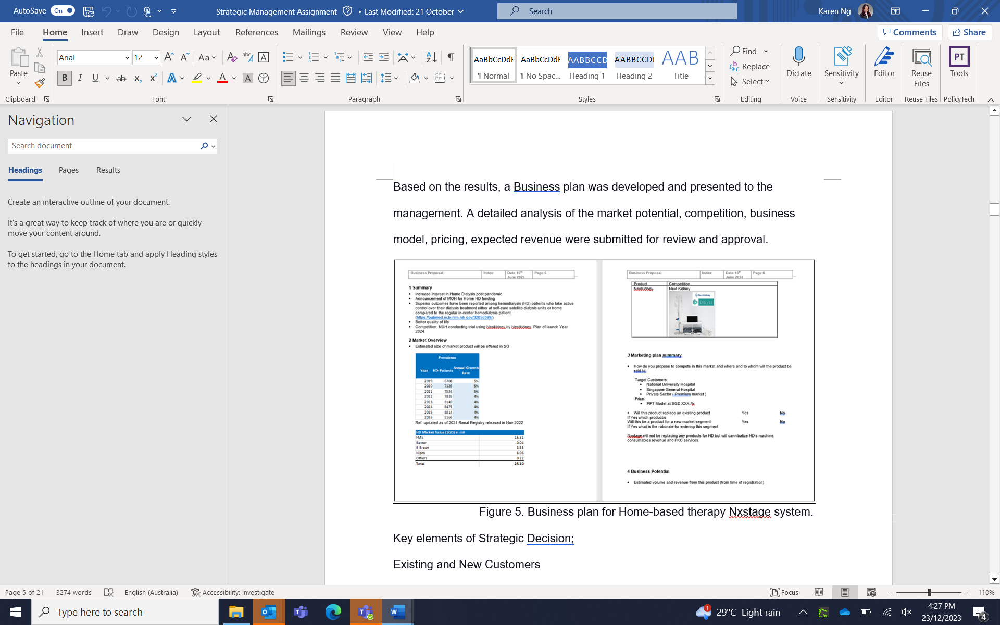 AutoSave On
Strategic Management Assignment • Last Modified: 21 October
Search
Karen Ng
File Home Insert Draw Design Layout References Mailings Review View Help
Comments Share
Paste
Clipboard
Arial 12
Font
Paragraph
AaBbCcDdE AaBbCcDdE AABBCCD AABBCCDI AAB
¶ Normal ¶ No Spac... Heading 1 Heading 2 Title
Styles
Find
Replace
Select
Editing
Dictate
Voice
Sensitivity
Sensitivity
Editor
Editor
Reuse
Files
Reuse Files
PT
Tools
PolicyTech
Navigation
Search document
Headings Pages Results
Create an interactive outline of your document.
It's a great way to keep track of where you are or quickly
move your content around.
To get started, go to the Home tab and apply Heading styles
to the headings in your document.
Based on the results, a Business plan was developed and presented to the
management. A detailed analysis of the market potential, competition, business
model, pricing, expected revenue were submitted for review and approval.
Business Proposal: Index: Date:15th Page:6
June 2023
1 Summary
• Increase interest in Home Dialysis post pandemic
• Announcement of MOH for Home HD funding
• Superior outcomes have been reported among hemodialysis (HD) patients who take active
control over their dialysis treatment either at self-care satellite dialysis units or home
compared to the regular in-center hemodialysis patient
(https://pubmed.ncbi.nlm.nih.gov/32856399/)
• Better quality of life
• Competition: NUH conducting trial using Neokidney by Nextkidney. Plan of launch Year
2024
2 Market Overview
• Estimated size of market product will be offered in SG
Prevalence
Year HD-Patients Annual Growth
Rate
2019 6708 5%
2020 7125 5%
2021 7534 5%
2022 7835 4%
2023 8149 4%
2024 8475 4%
2025 8814 4%
2026 9166 4%
Ref: updated as of 2021 Renal Registry released in Nov 2022
HD Market Value (SGD) in mil
FME 15.31
Baxter -0.04
B Braun 3.55
Nipro 6.06
Others 0.22
Total 25.10
Business Proposal: Index: Date:15th Page:6
June 2023
Product Competition
NeoKidney Next Kidney
NextKidney
Dialyss
3 Marketing plan summary
• How do you propose to compete in this market and where and to whom will the product be
sold to:
Target Customers:
• National University Hospital
• Singapore General Hospital
• Private Sector ( Premium market )
Price:
• PPT Model at SGD XXX /tx
• Will this product replace an existing product Yes No
If Yes which product/s
Will this be a product for a new market segment Yes No
If Yes what is the rationale for entering this segment
Nxstage will not be replacing any products for HD but will cannibalize HD's machine,
consumables revenue and FKC services.
4 Business Potential
• Estimated volume and revenue from this product (from time of registration)
Figure 5. Business plan for Home-based therapy Nxstage system.
Key elements of Strategic Decision;
Existing and New Customers
Page 5 of 21 3274 words English (Australia) Accessibility: Investigate Focus 110%
Type here to search
1 29°C Light rain
4:27 PM
23/12/2023
4